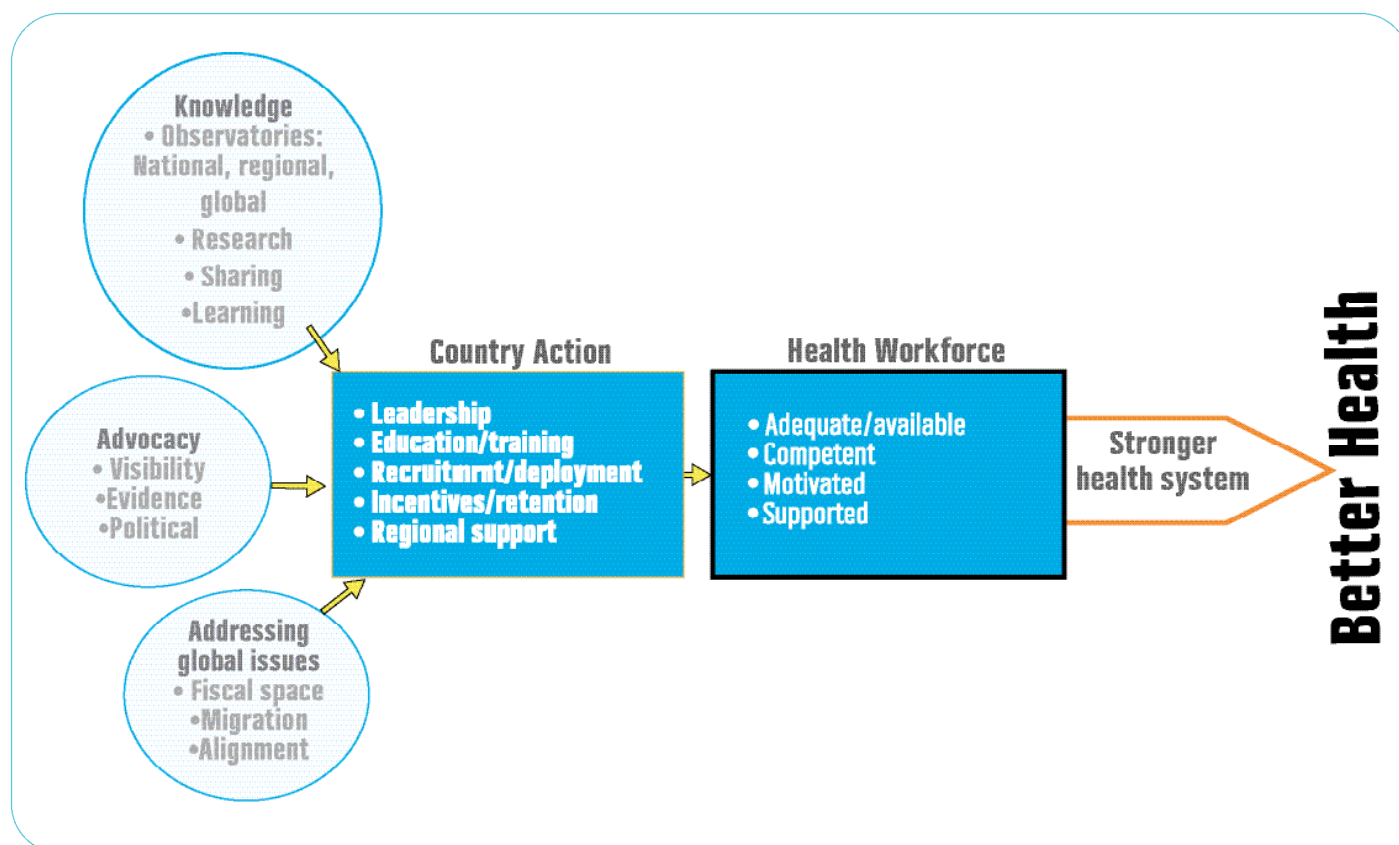 Knowledge
• Observatories:
National, regional,
global
• Research
• Sharing
•Learning
Advocacy
• Visibility
•Evidence
•Political
Addressing
global issues
• Fiscal space
•Migration
•Alignment
Country Action
• Leadership
• Education/training
• Recruitmrnt/deployment
• Incentives/retention
• Regional support
Health Workforce
• Adequate/available
• Competent
• Motivated
• Supported
Stronger
health system
Better Health